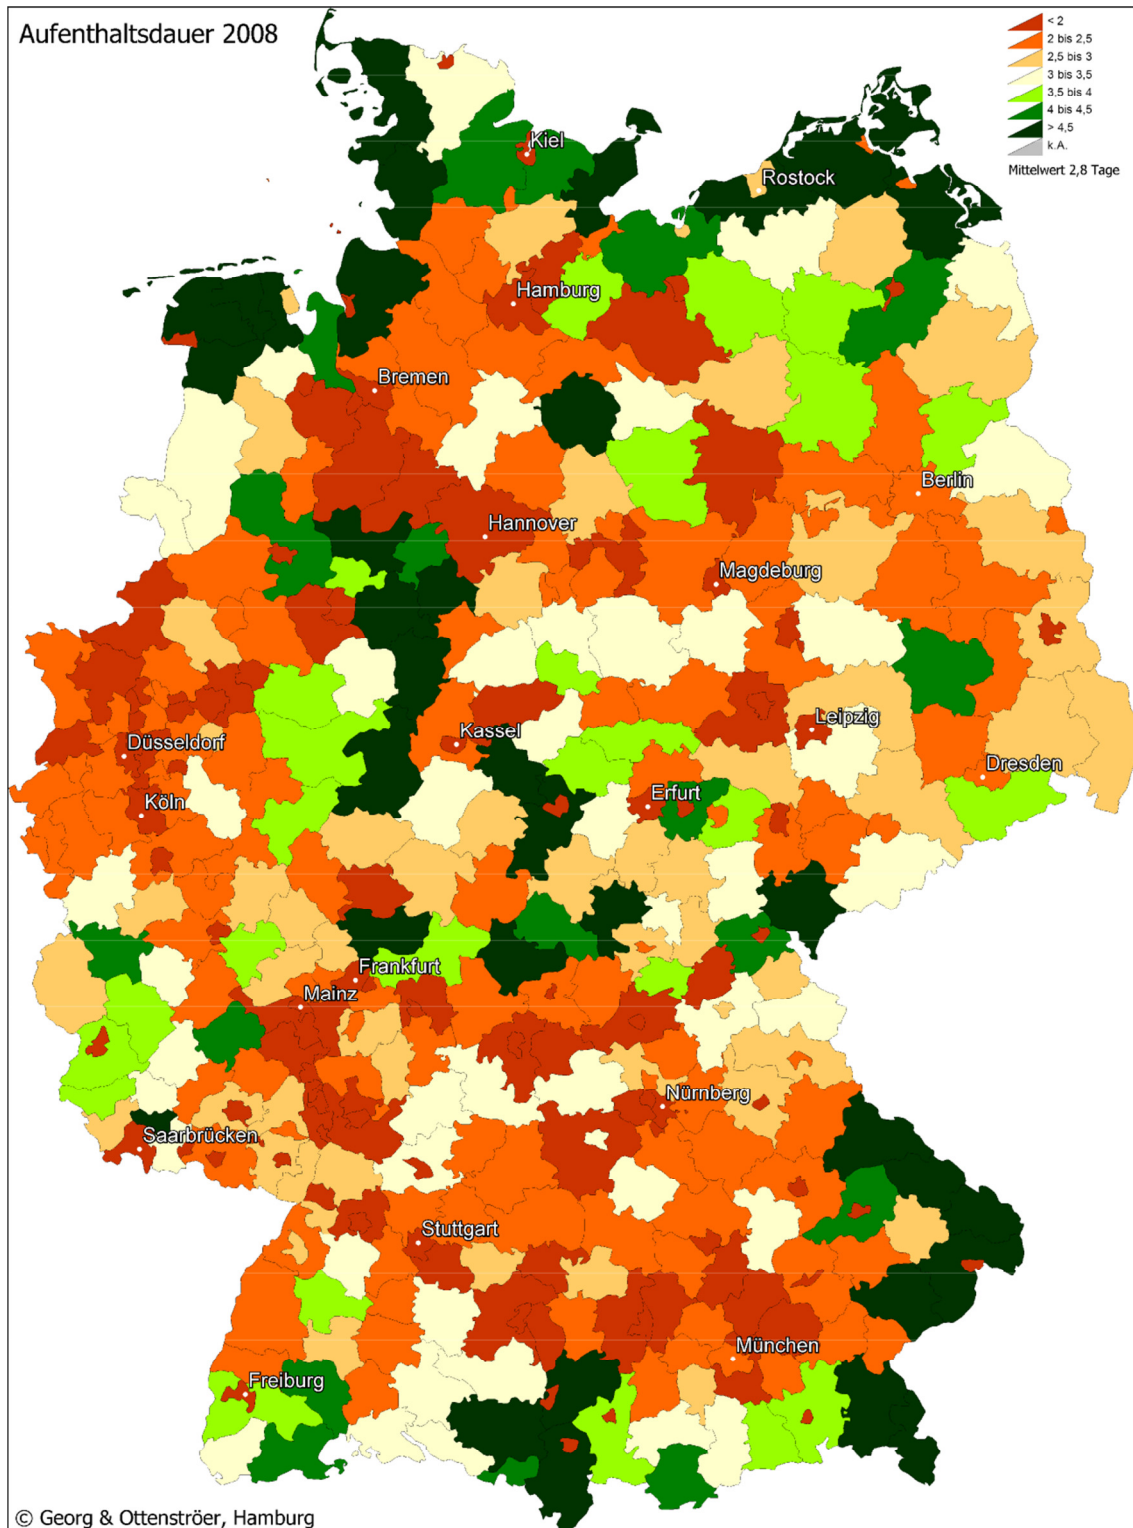 Aufenthaltsdauer 2008
< 2
2 bis 2,5
2,5 bis 3
3 bis 3,5
3,5 bis 4
4 bis 4,5
> 4,5
k.A.
Mittelwert 2,8 Tage
Kiel
Rostock
Hamburg
Bremen
Berlin
Hannover
Magdeburg
Leipzig
Kassel
Düsseldorf
Dresden
Köln
Erfurt
Frankfurt
Mainz
Nürnberg
Saarbrücken
Stuttgart
München
Freiburg
© Georg & Ottenströer, Hamburg